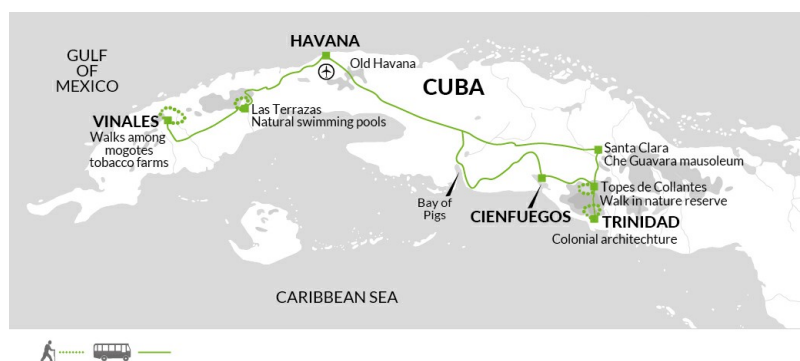 GULF
OF
MEXICO
HAVANA
Old Havana
CUBA
VINALES
Walks among
mogotes
tobacco farms
Las Terrazas
Natural swimming pools
Santa Clara
Che Guavara mausoleum
Bay of
Pigs
CIENFUEGOS
Topes de Collantes
Walk in nature reserve
TRINIDAD
Colonial architechture
CARIBBEAN SEA